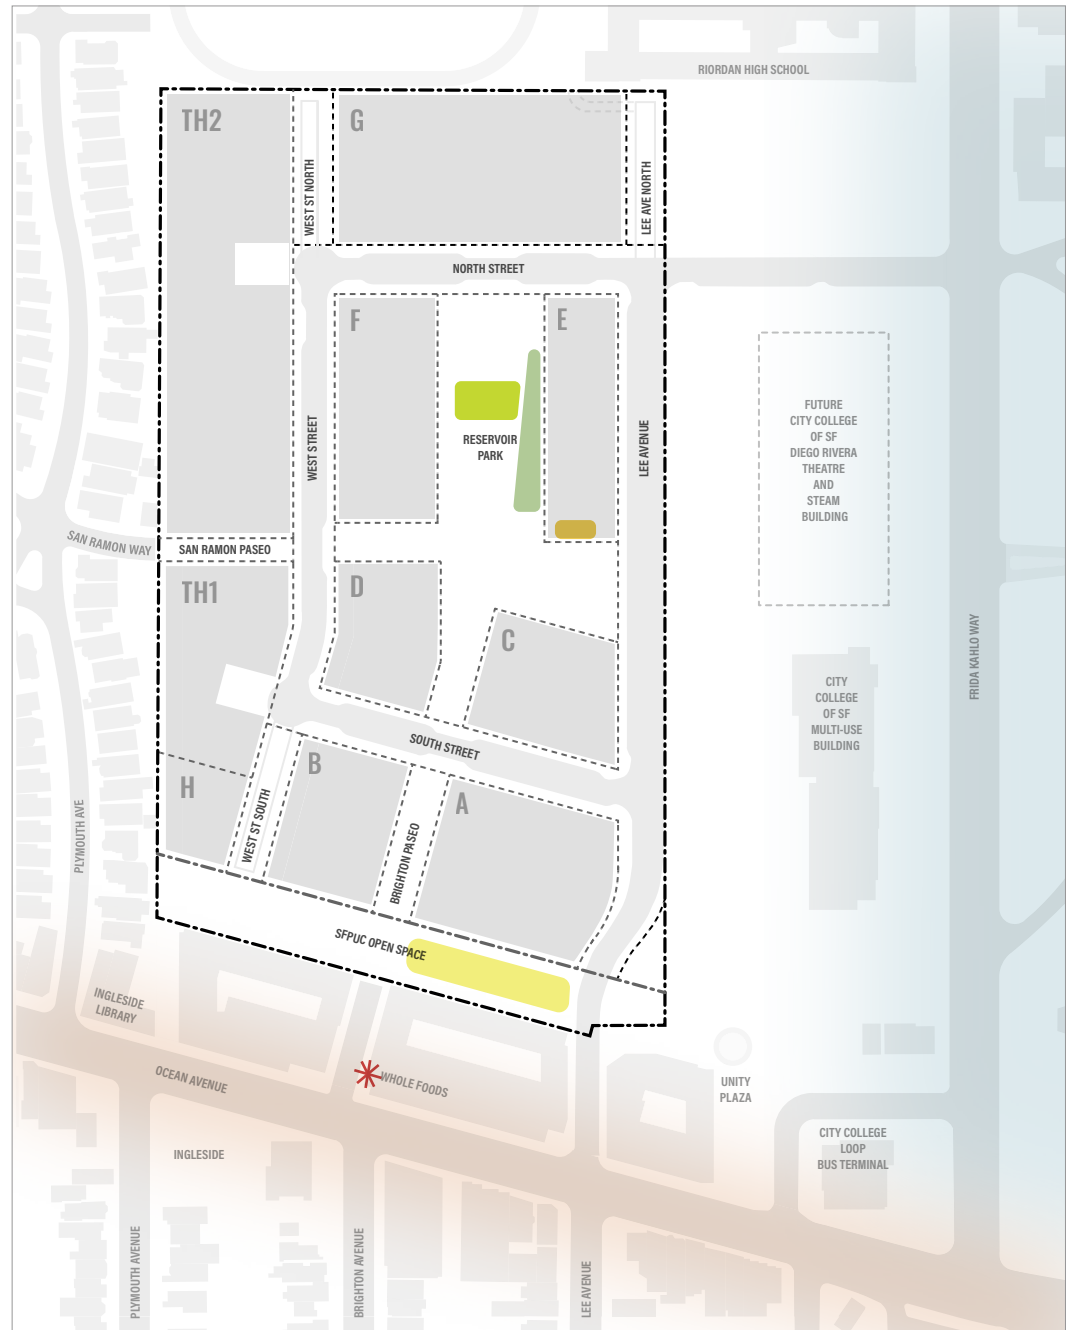 RIORDAN HIGH SCHOOL
TH2
G
WEST ST NORTH
LEE AVE NORTH
NORTH STREET
F
E
RESERVOIR
PARK
WEST STREET
LEE AVENUE
FUTURE
CITY COLLEGE
OF SF
DIEGO RIVERA
THEATRE
AND
STEAM
BUILDING
SAN RAMON WAY
SAN RAMON PASEO
TH1
D
C
FRIDA KAHLO WAY
CITY
COLLEGE
OF SF
MULTI-USE
BUILDING
SOUTH STREET
H
B
A
WEST ST SOUTH
BRIGHTON PASEO
PLYMOUTH AVE
SFPUC OPEN SPACE
INGLESIDE
LIBRARY
OCEAN AVENUE
WHOLE FOODS
UNITY
PLAZA
CITY COLLEGE
LOOP
BUS TERMINAL
INGLESIDE
PLYMOUTH AVENUE
BRIGHTON AVENUE
LEE AVENUE